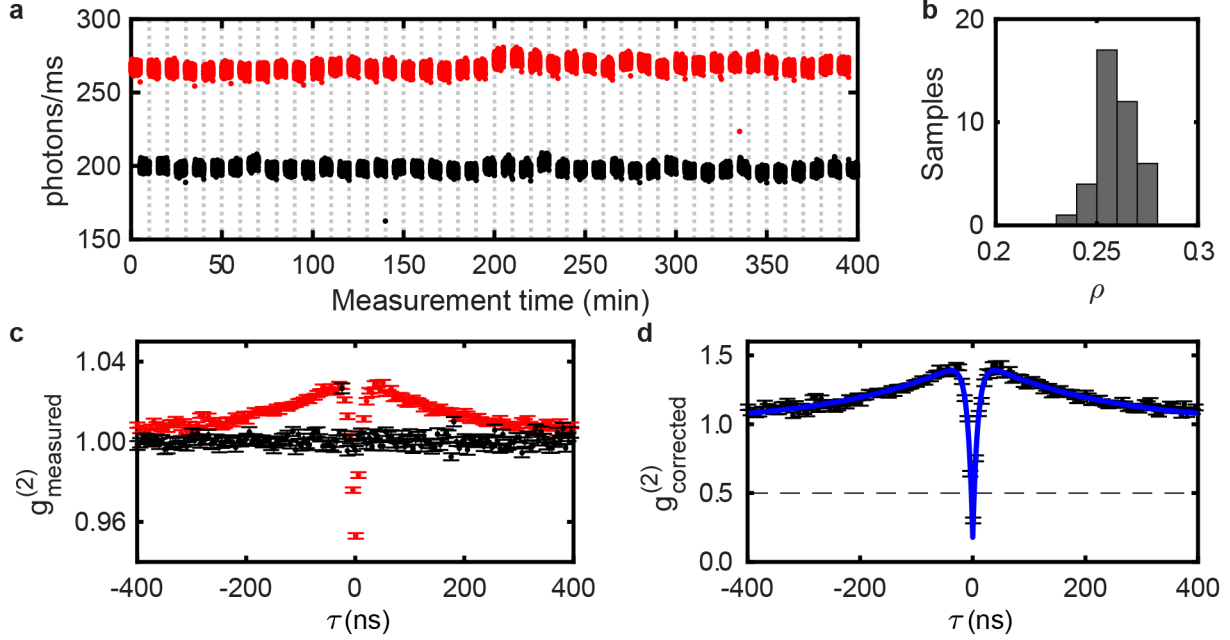 a
300
250
200
150
photons/ms
0 50 100 150 200 250 300 350 400
Measurement time (min)
b
20
10
0
Samples
0.2 0.25 0.3
ρ
c
1.04
1.00
0.96
g(2)measured
-400 -200 0 200 400
τ(ns)
d
1.5
1.0
0.5
0.0
g(2)corrected
-400 -200 0 200 400
τ(ns)